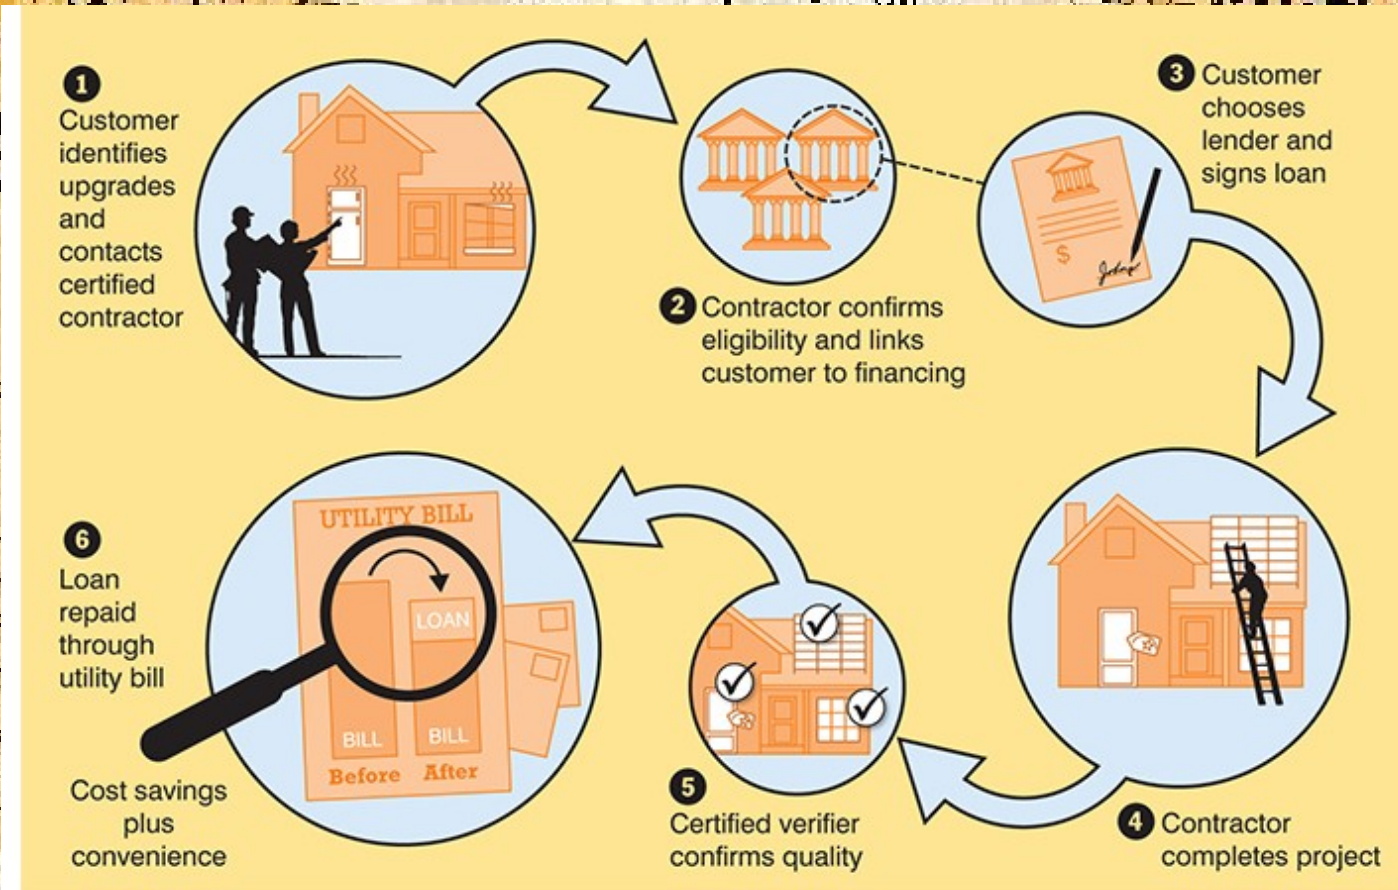 1
Customer
identifies
upgrades
and
contacts
certified
contractor
2 Contractor confirms
eligibility and links
customer to financing
3 Customer
chooses
lender and
signs loan
$
4 Contractor
completes project
5
Certified verifier
confirms quality
6
Loan
repaid
through
utility bill
UTILITY BILL
LOAN
BILL BILL
Before After
Cost savings
plus
convenience